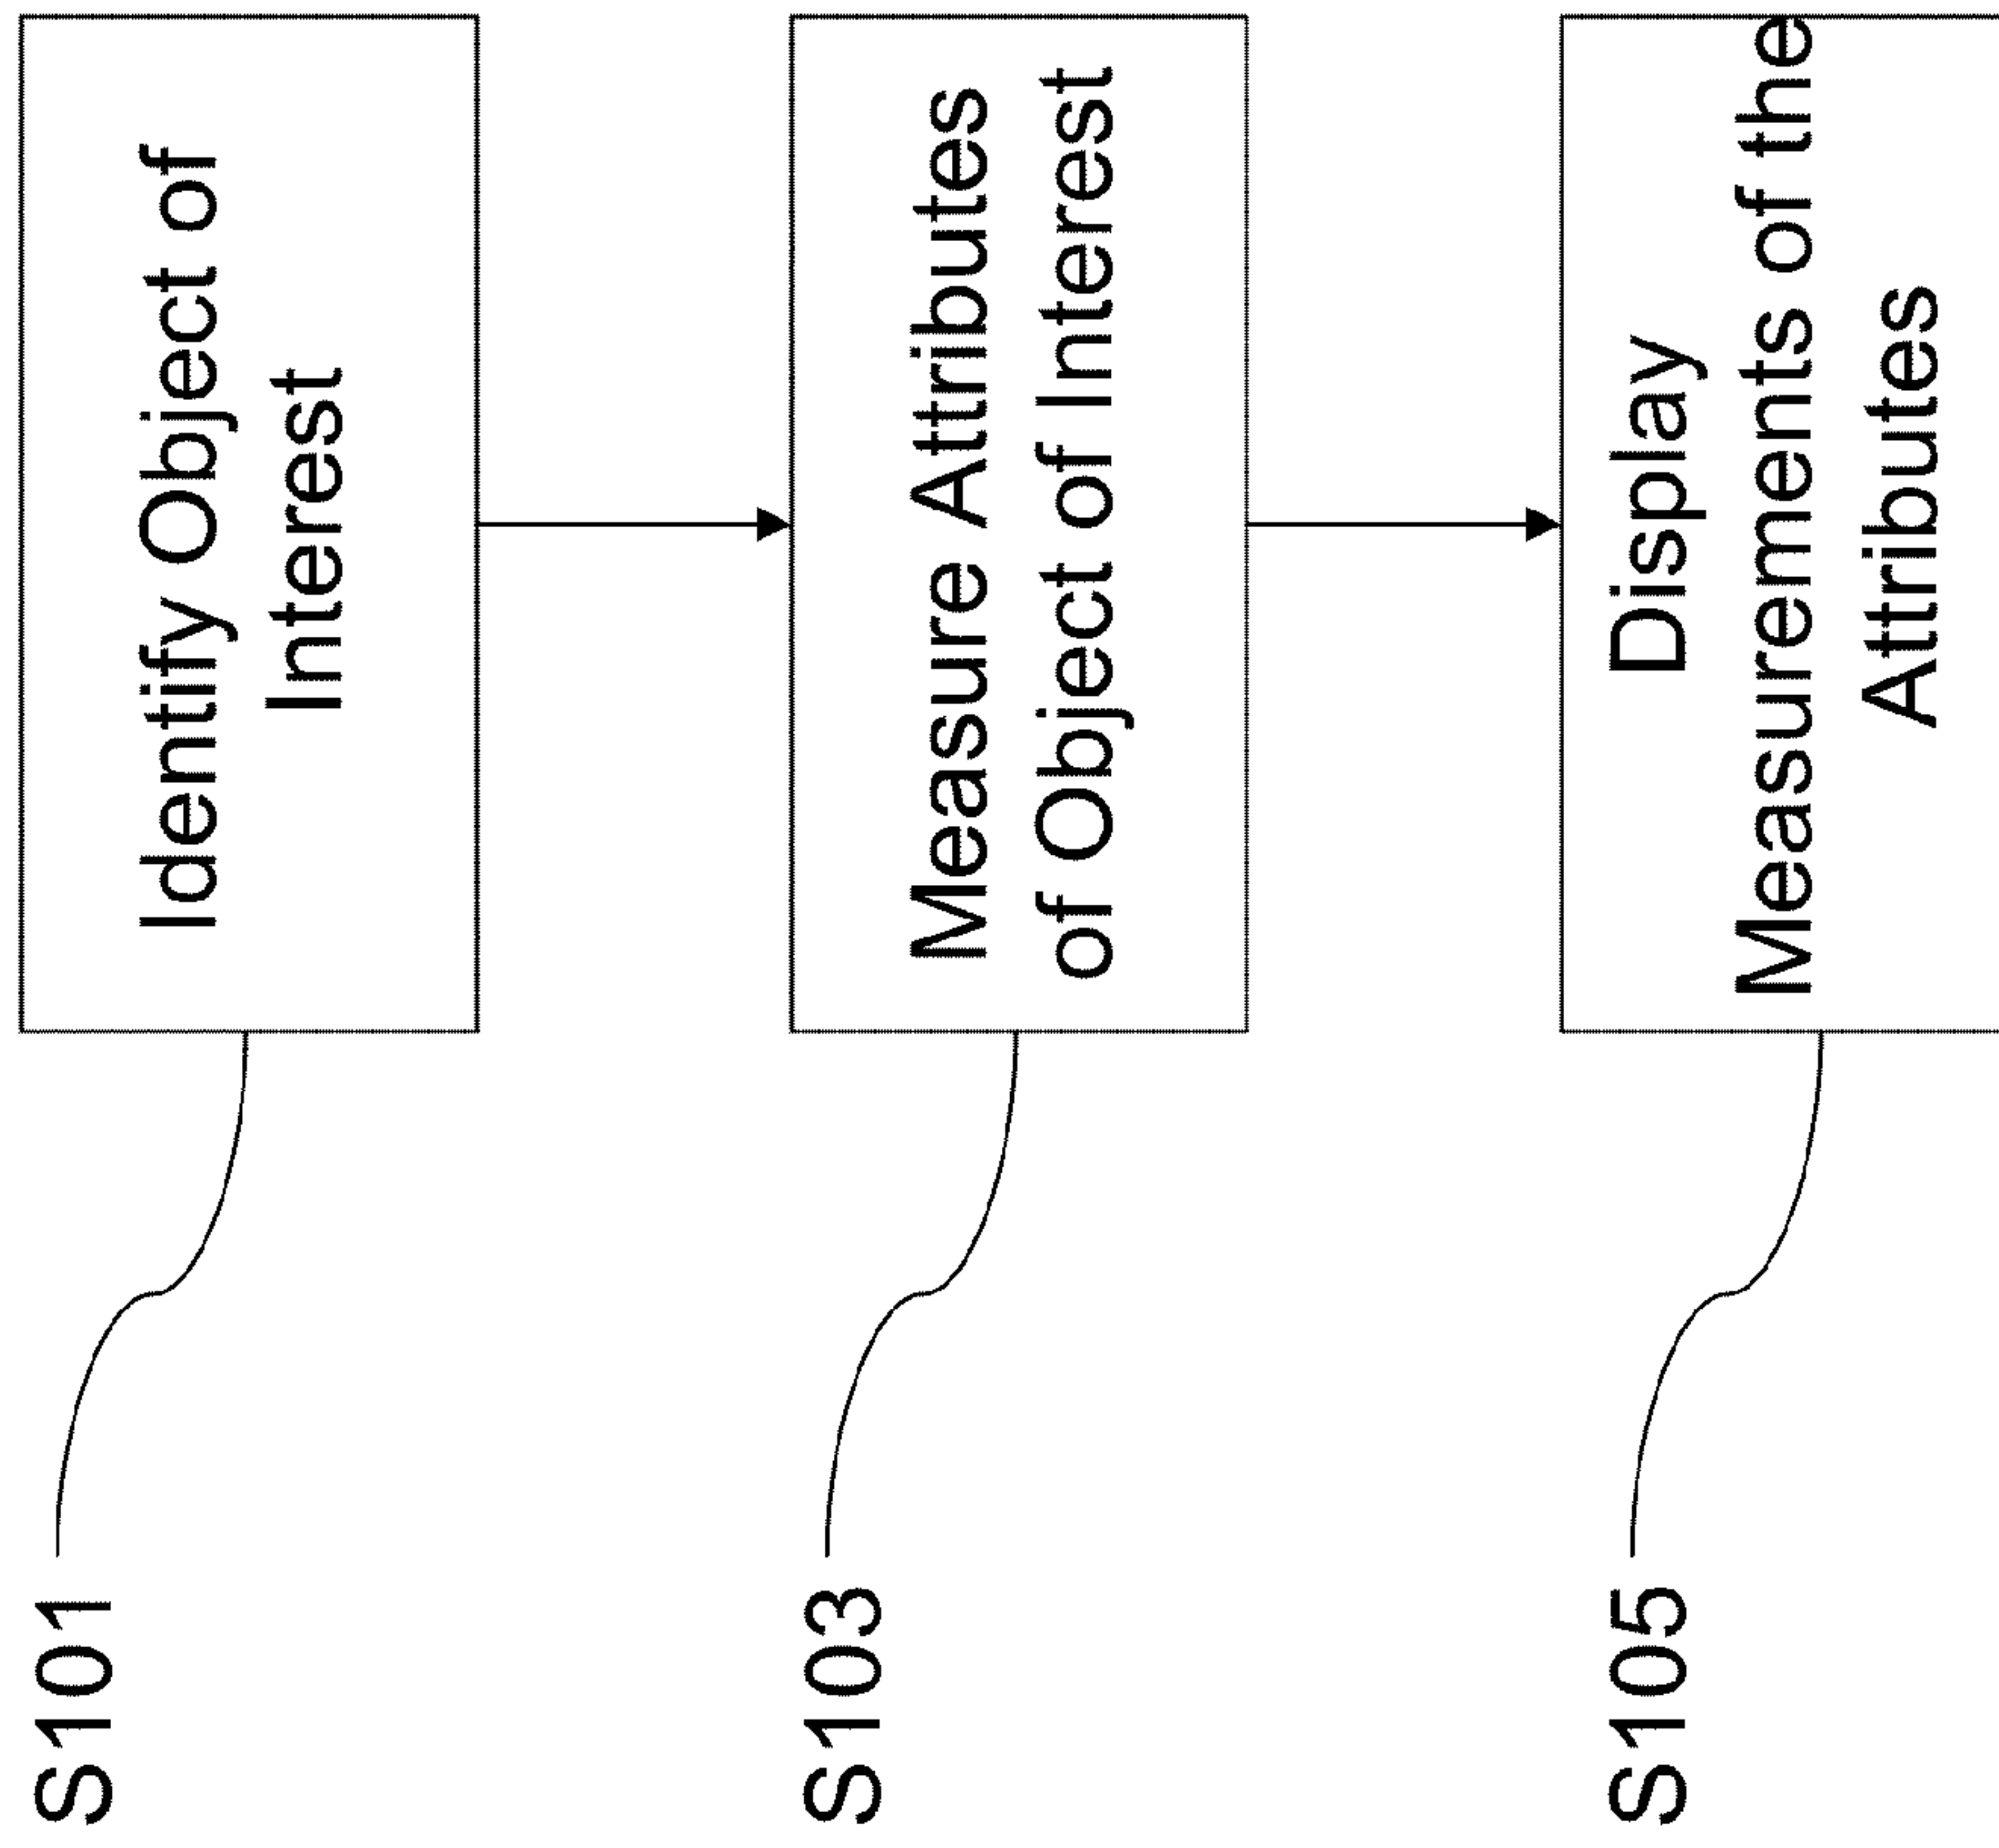 S101
Identify Object of
Interest
S103
Measure Attributes
of Object of Interest
S105
Display
Measurements of the
Attributes